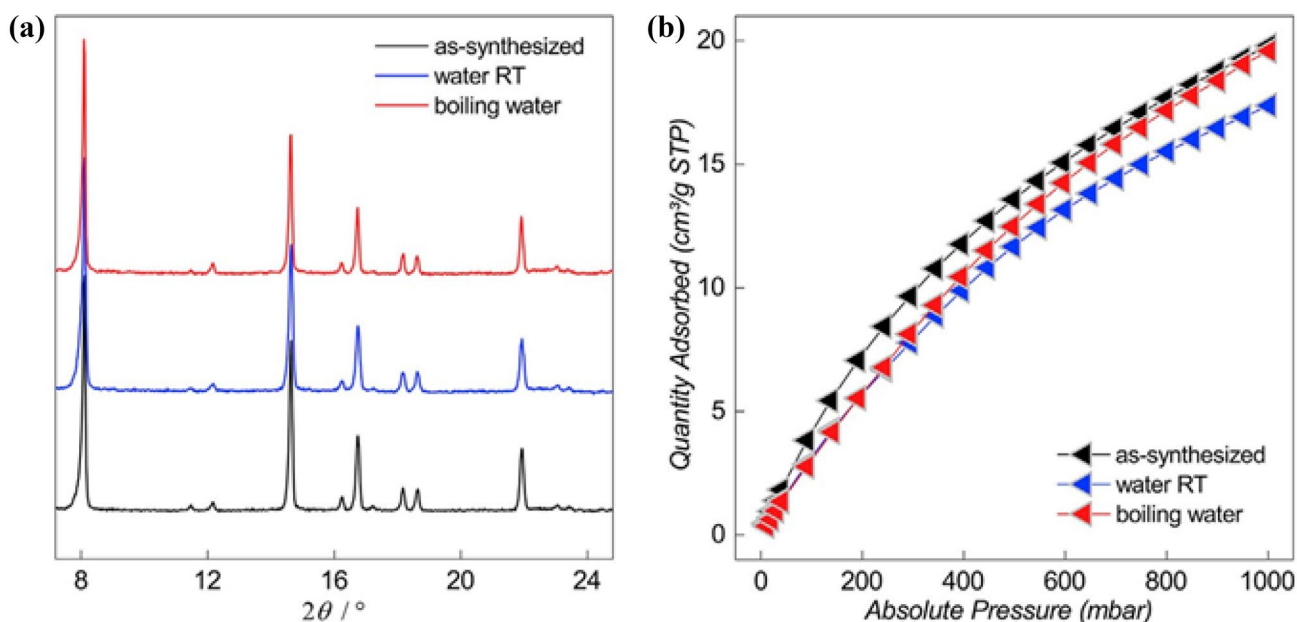 (a)
as-synthesized
water RT
boiling water
8 12 16 20 24
2θ / °
(b)
Quantity Adsorbed (cm³/g STP)
20
15
10
5
0
as-synthesized
water RT
boiling water
0 200 400 600 800 1000
Absolute Pressure (mbar)